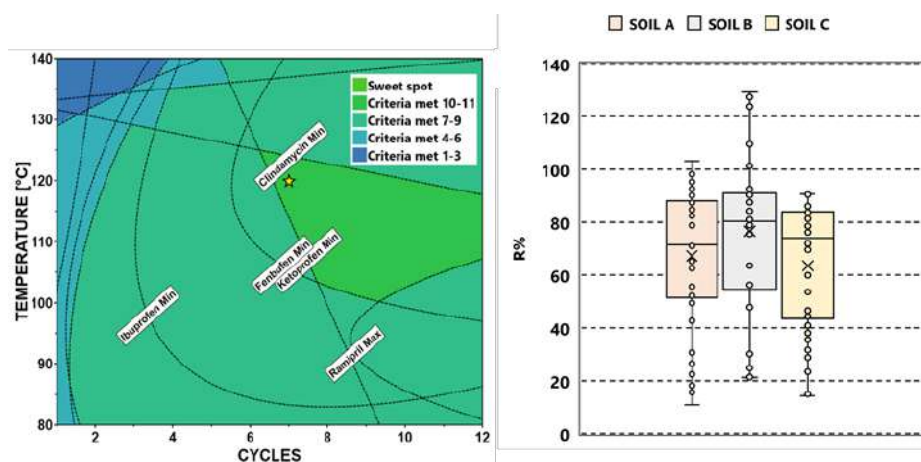 SOIL A SOIL B SOIL C
140
130
120
110
100
90
80
TEMPERATURE [°C]
Sweet spot
Criteria met 10-11
Criteria met 7-9
Criteria met 4-6
Criteria met 1-3
Clindamycin Min
Fenbufen Min
Ketoprofen Min
Ibuprofen Min
Ramipril Max
2 4 6 8 10 12
CYCLES
140
120
100
80
60
40
20
0
R%